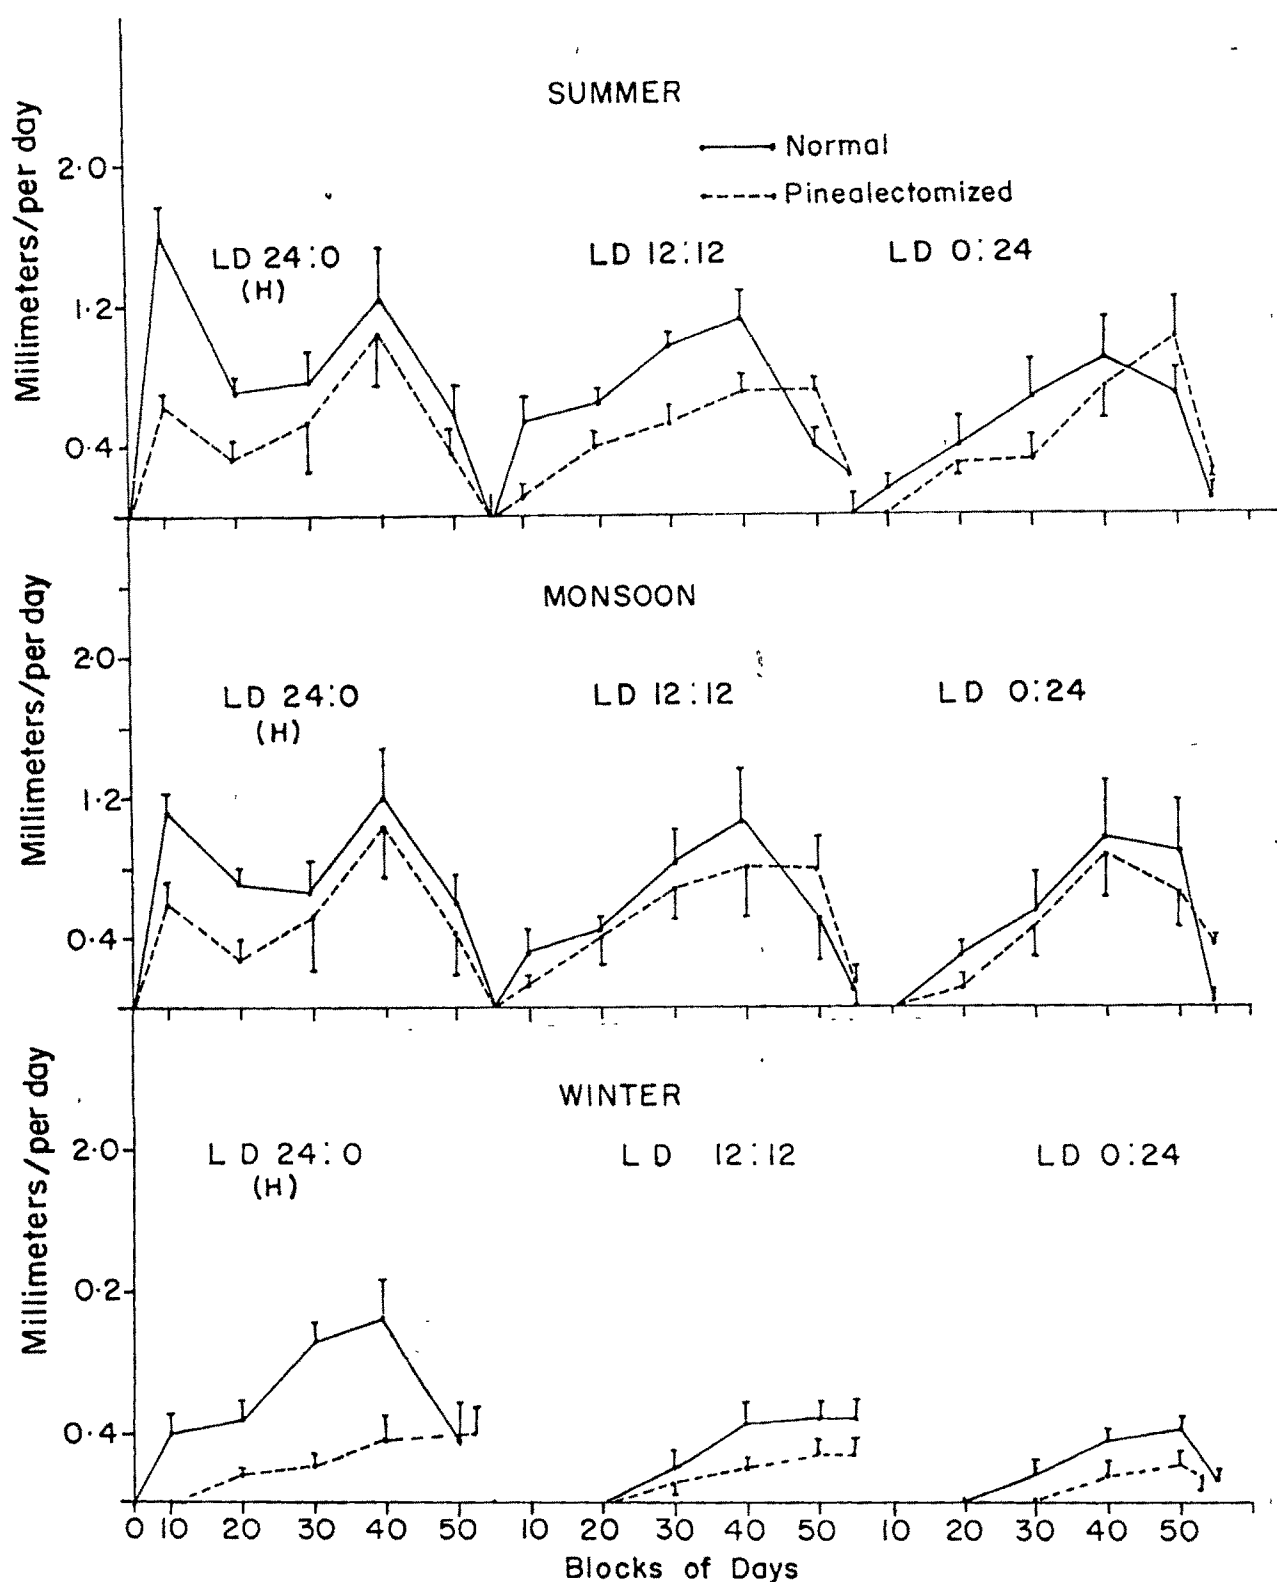 SUMMER
Normal
Pinealectomized
Millimeters/per day
2.0
1.2
0.4
LD 24:0
(H)
LD 12:12
LD 0:24
MONSOON
Millimeters/per day
2.0
1.2
0.4
LD 24:0
(H)
LD 12:12
LD 0:24
WINTER
Millimeters/per day
2.0
0.2
0.4
LD 24:0
(H)
LD 12:12
LD 0:24
0 10 20 30 40 50 10 20 30 40 50 10 20 30 40 50
Blocks of Days